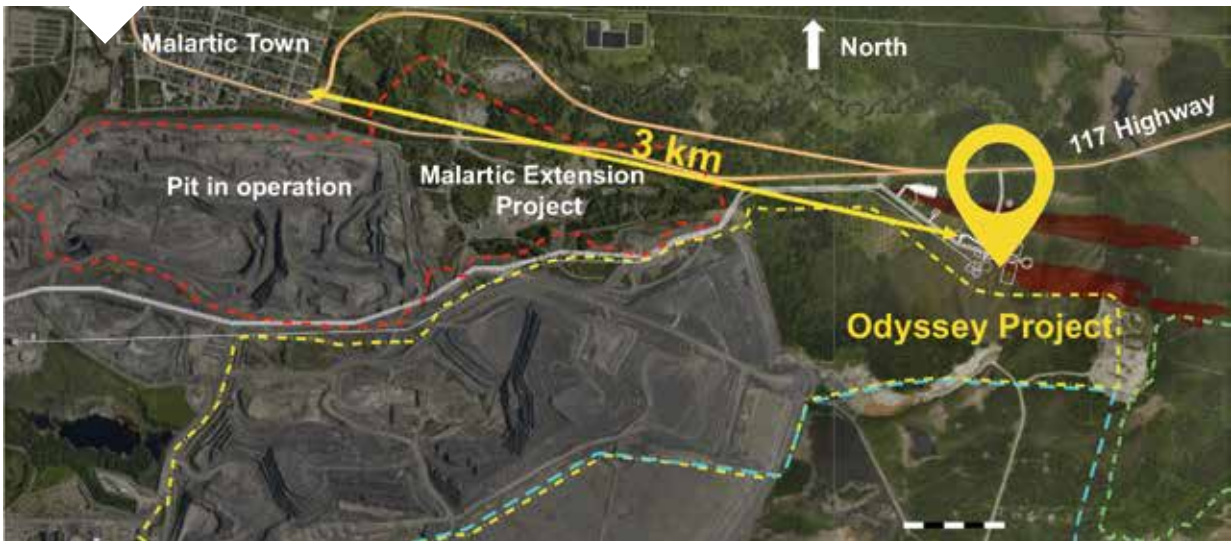 Malartic Town
North
117 Highway
3 km
Pit in operation
Malartic Extension
Project
Odyssey Project